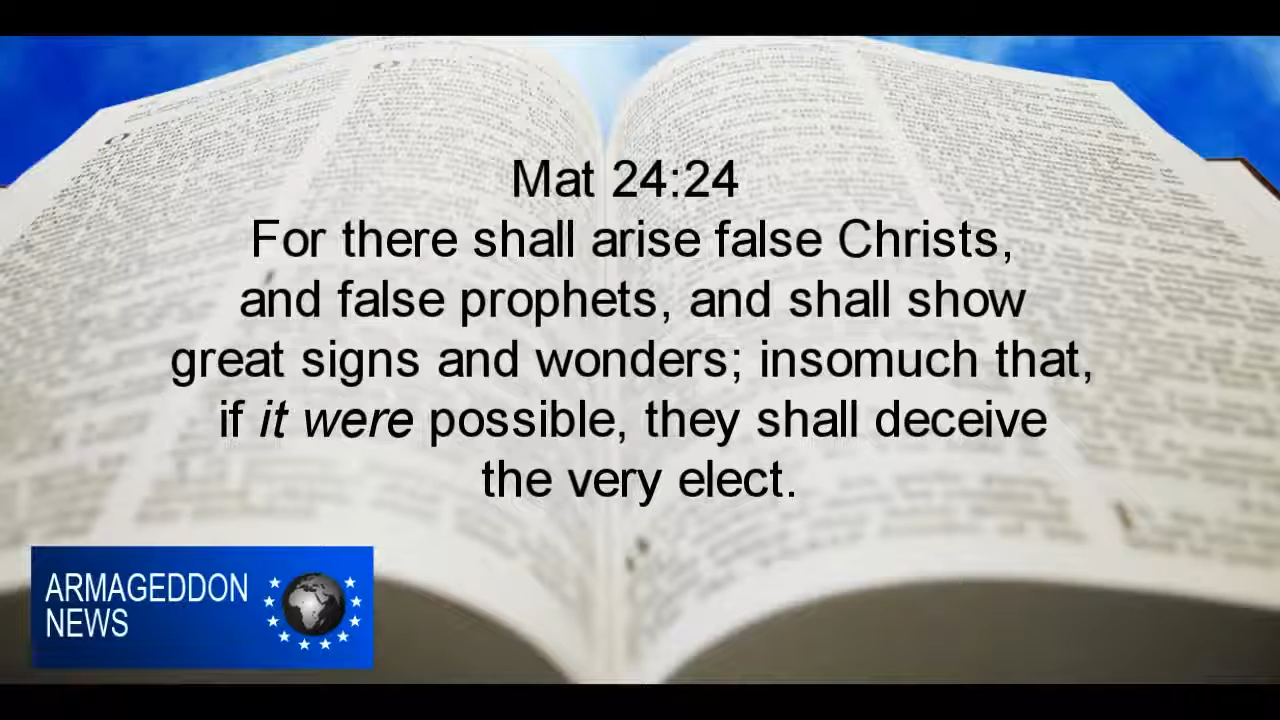 Mat 24:24
For there shall arise false Christs,
and false prophets, and shall show
great signs and wonders; insomuch that,
if it were possible, they shall deceive
the very elect.
ARMAGEDDON
NEWS